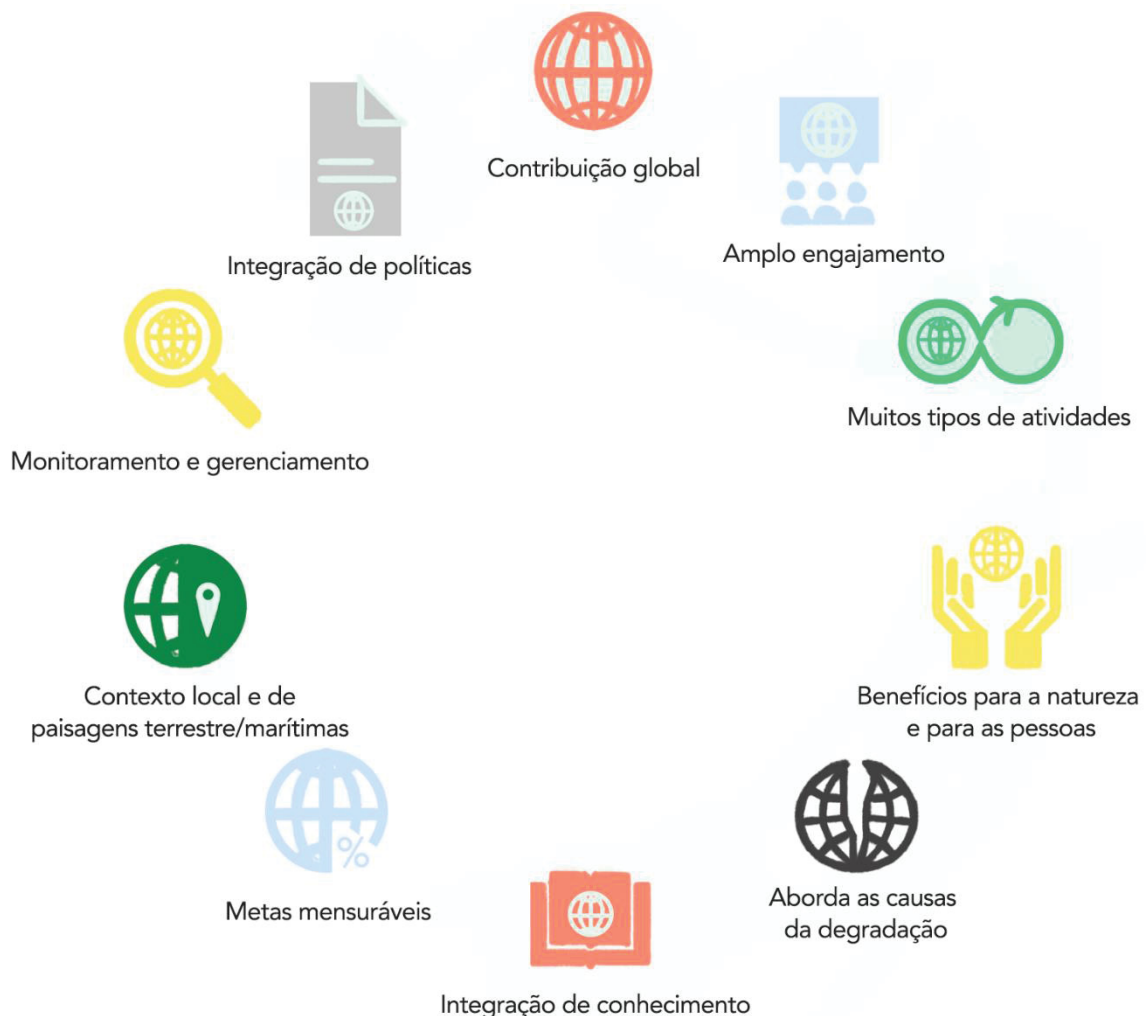 Contribuição global
Amplo engajamento
Integração de políticas
Muitos tipos de atividades
Monitoramento e gerenciamento
Contexto local e de
paisagens terrestre/marítimas
Benefícios para a natureza
e para as pessoas
%
Metas mensuráveis
Aborda as causas
da degradação
Integração de conhecimento